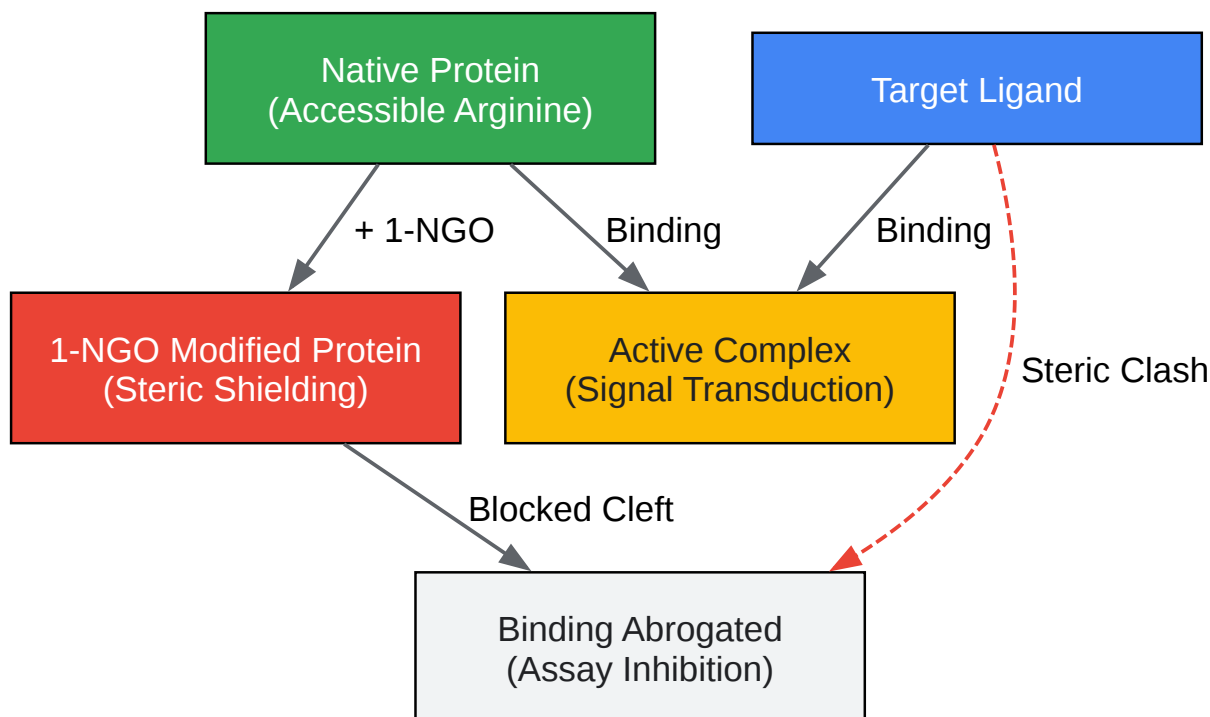 Native Protein
(Accessible Arginine)
Target Ligand
+ 1-NGO
Binding
Binding
1-NGO Modified Protein
(Steric Shielding)
Active Complex
(Signal Transduction)
Steric Clash
Blocked Cleft
Binding Abrogated
(Assay Inhibition)